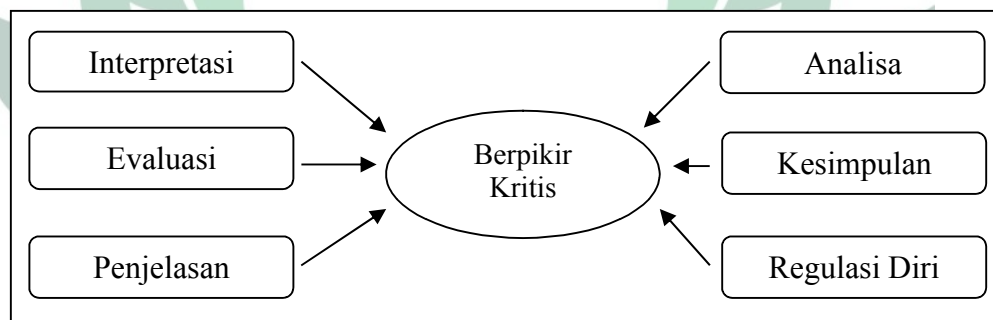 Interpretasi
Analisa
Evaluasi
Berpikir
Kritis
Kesimpulan
Penjelasan
Regulasi Diri